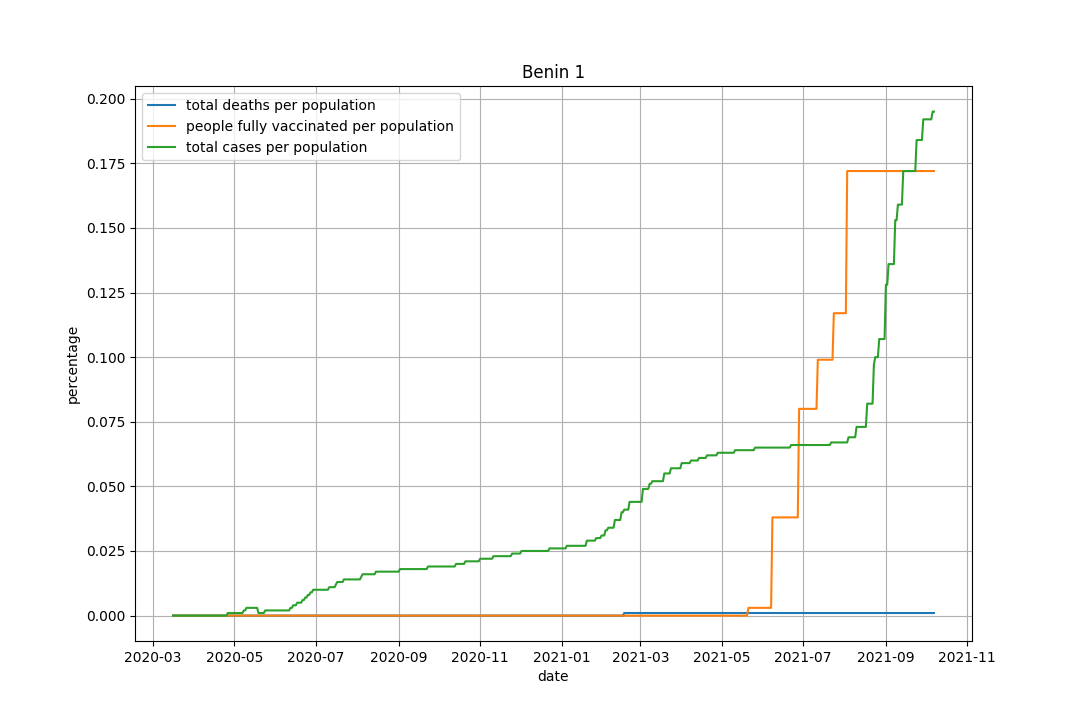 Benin 1
total deaths per population
people fully vaccinated per population
total cases per population
0.200
0.175
0.150
0.125
0.100
0.075
0.050
0.025
0.000
percentage
2020-03 2020-05 2020-07 2020-09 2020-11 2021-01 2021-03 2021-05 2021-07 2021-09 2021-11
date